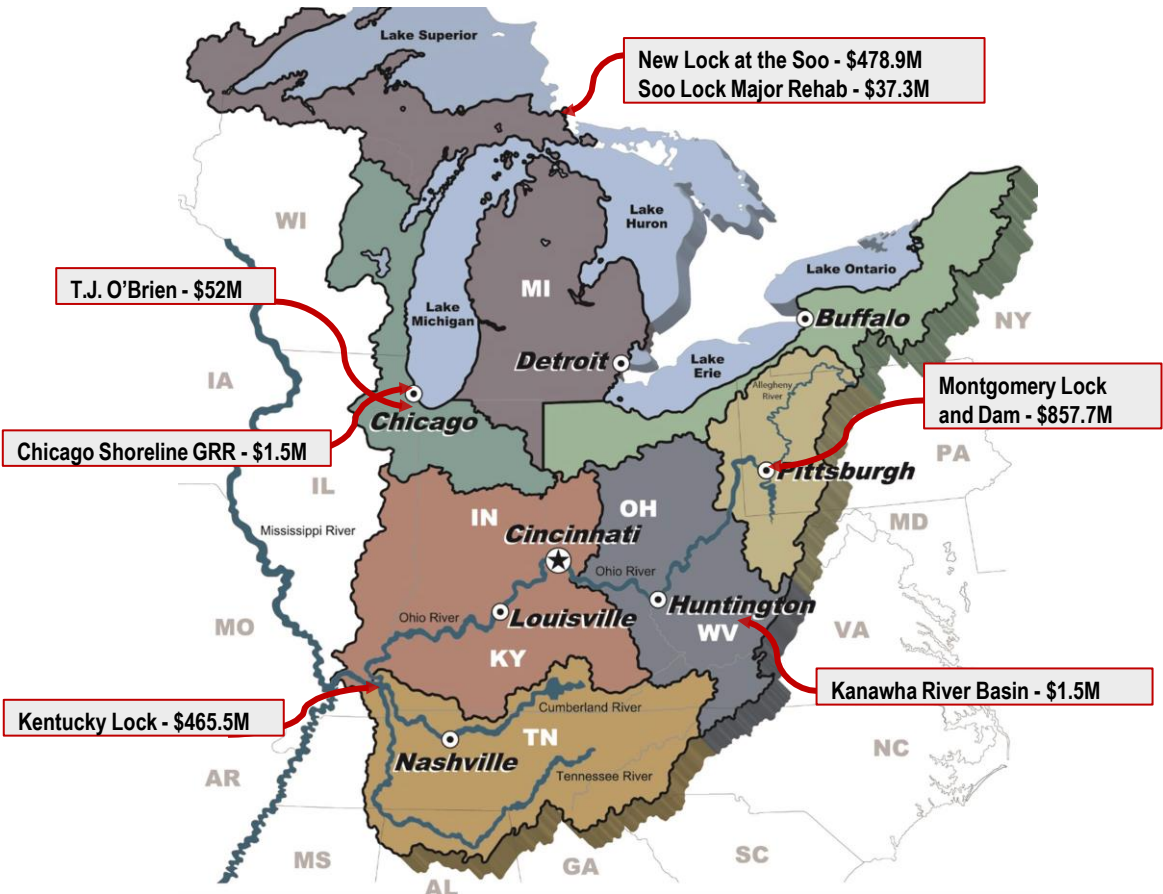 Lake Superior
New Lock at the Soo - $478.9M
Soo Lock Major Rehab - $37.3M
WI
Lake
Huron
Lake Ontario
T.J. O’Brien - $52M
MI
Lake
Michigan
Buffalo
NY
Detroit
Lake
Erie
IA
Allegheny
River
Montgomery Lock
and Dam - $857.7M
Chicago
Chicago Shoreline GRR - $1.5M
Pittsburgh
PA
IL
IN
OH
MD
Mississippi River
Cincinnati
Ohio River
Huntington
Ohio River
Louisville
MO
WV
VA
KY
Kanawha River Basin - $1.5M
Kentucky Lock - $465.5M
Cumberland River
TN
Nashville
NC
AR
Tennessee River
MS
AL
GA
SC